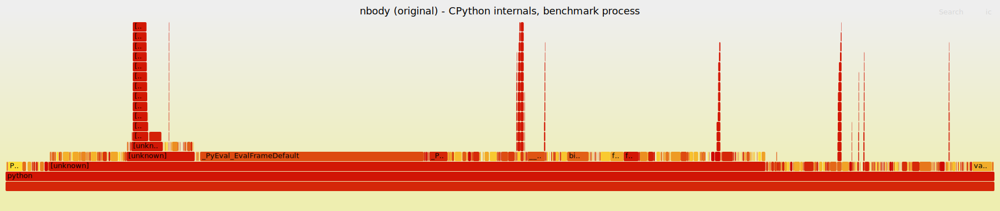 nbody (original) - CPython internals, benchmark process
Search ic
[..
[..
[..
[..
[..
[..
[..
[..
[..
[..
[..
[..
[unkn..
[unknown] _PyEval_EvalFrameDefault _P.. __.. bi.. f.. f..
P.. [unknown] va..
python